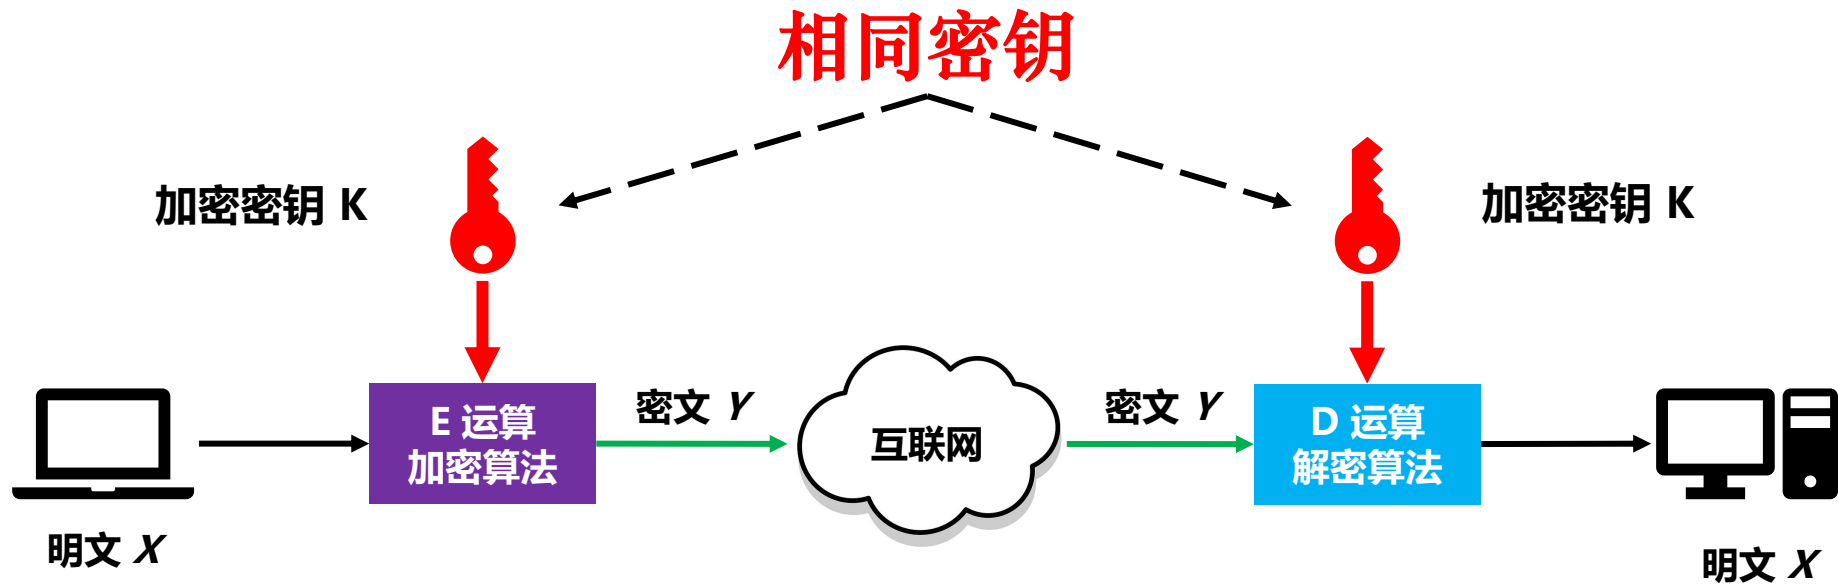 相同密钥
加密密钥 K
加密密钥 K
E 运算
加密算法
密文 Y
互联网
密文 Y
D 运算
解密算法
明文 X
明文 X